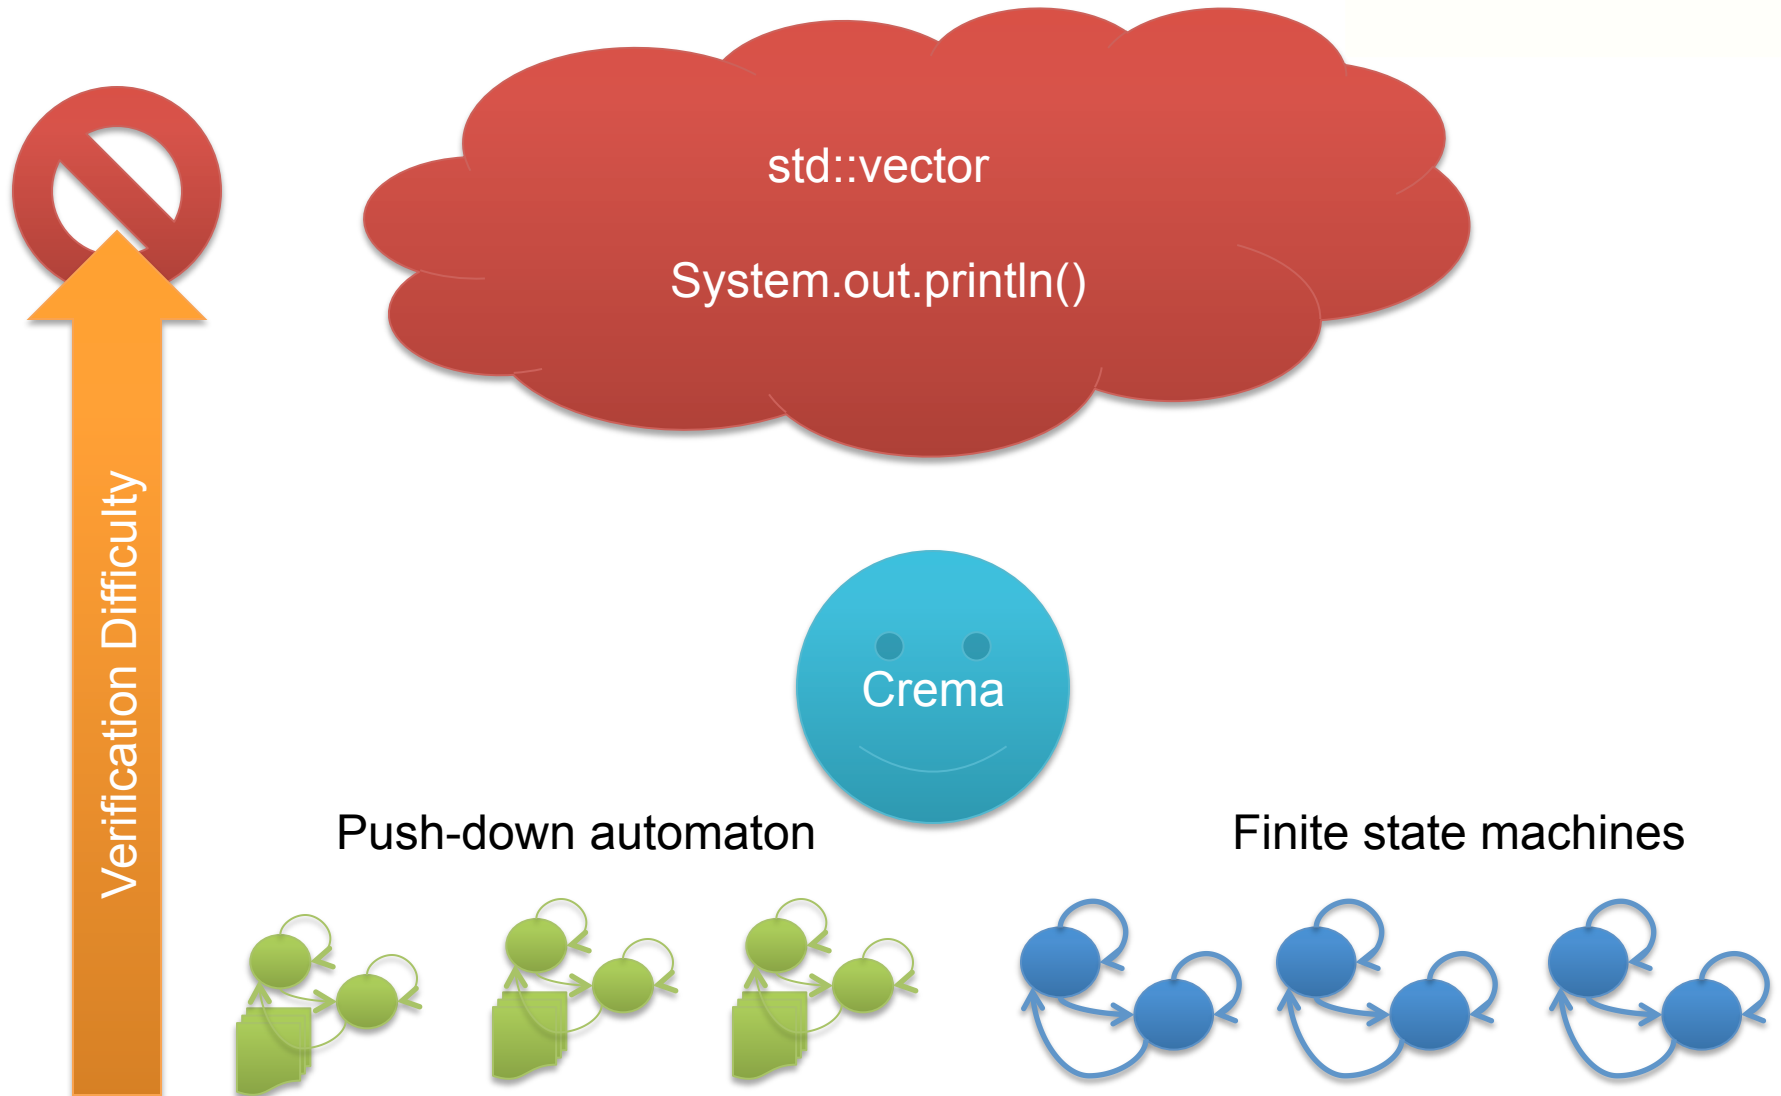 std::vector
System.out.println()
Verification Difficulty
Crema
Push-down automaton
Finite state machines